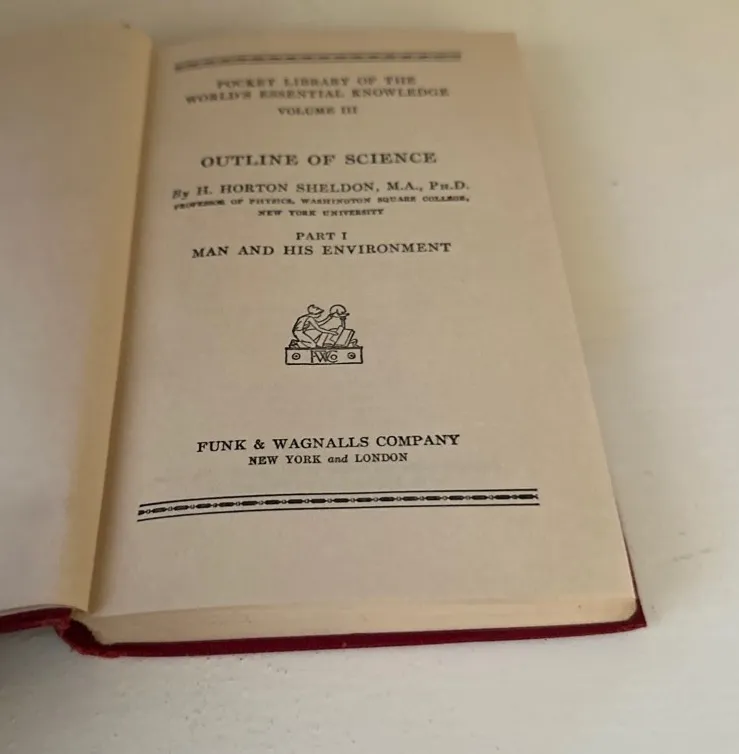 POCKET LIBRARY OF THE
WORLD'S ESSENTIAL KNOWLEDGE
VOLUME III
OUTLINE OF SCIENCE
By H. HORTON SHELDON, M.A., PH.D.
PROFESSOR OF PHYSICS, WASHINGTON SQUARE COLLEGE,
NEW YORK UNIVERSITY
PART I
MAN AND HIS ENVIRONMENT
FUNK & WAGNALLS COMPANY
NEW YORK and LONDON